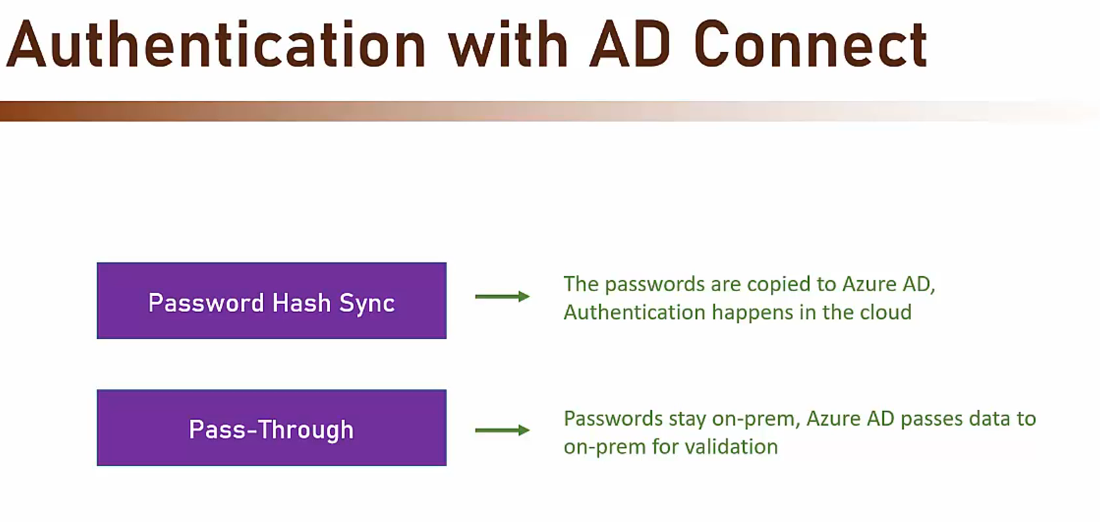 Authentication with AD Connect
Password Hash Sync
The passwords are copied to Azure AD,
Authentication happens in the cloud
Pass-Through
Passwords stay on-prem, Azure AD passes data to
on-prem for validation